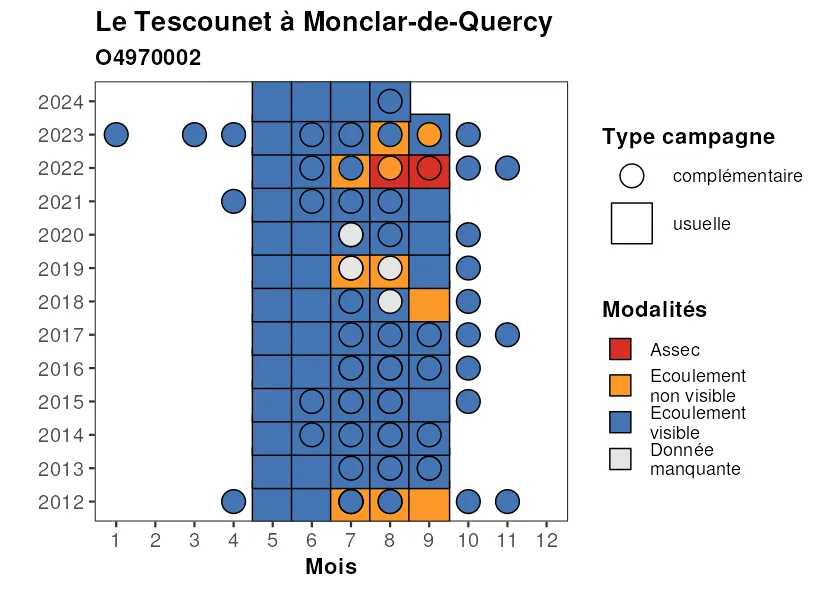 Le Tescounet à Monclar-de-Quercy
O4970002
2024
2023
2022
2021
2020
2019
2018
2017
2016
2015
2014
2013
2012
1 2 3 4 5 6 7 8 9 10 11 12
Mois
Type campagne
complémentaire
usuelle
Modalités
Assec
Ecoulement
non visible
Ecoulement
visible
Donnée
manquante